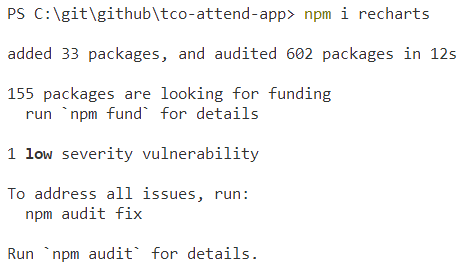 PS C:\git\github\tco-attend-app> npm i recharts
added 33 packages, and audited 602 packages in 12s
155 packages are looking for funding
  run `npm fund` for details
1 low severity vulnerability
To address all issues, run:
  npm audit fix
Run `npm audit` for details.